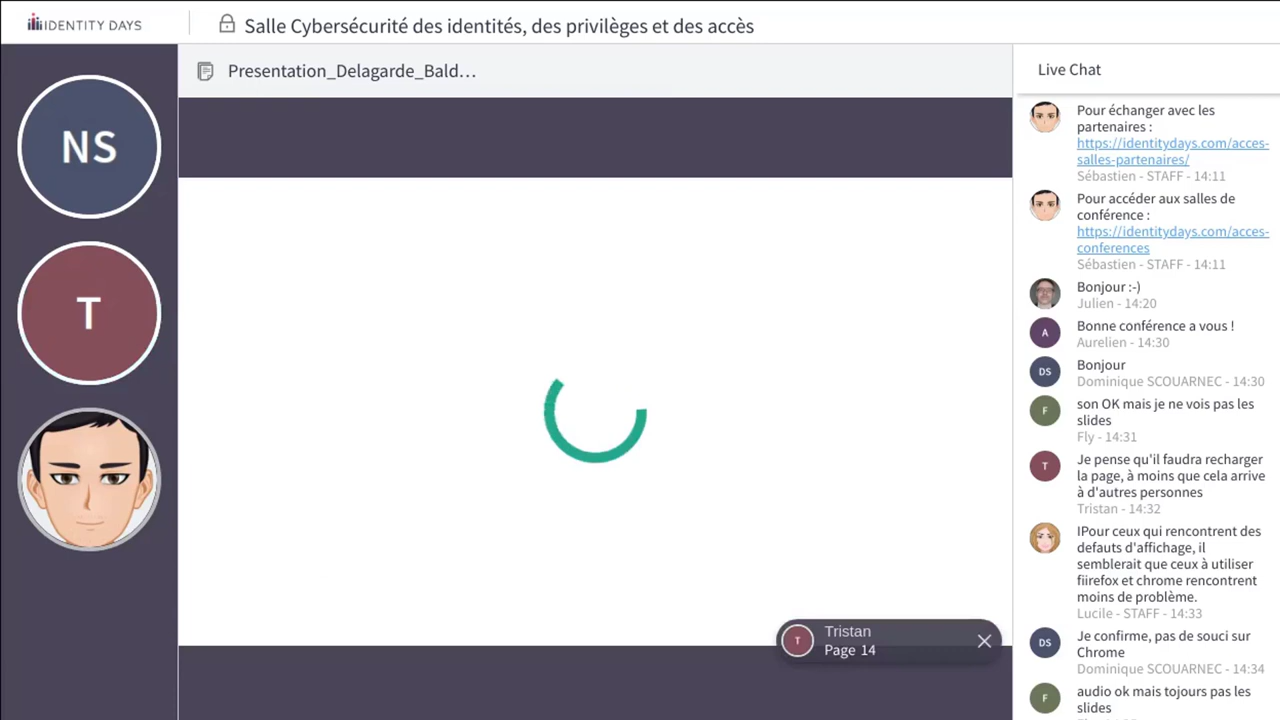 IDENTITY DAYS
Salle Cybersécurité des identités, des privilèges et des accès
NS
T
Presentation_Delagarde_Bald…
Tristan
T
Page 14
Live Chat
Pour échanger avec les
partenaires :
https://identitydays.com/acces-
salles-partenaires/
Sébastien - STAFF - 14:11
Pour accéder aux salles de
conférence :
https://identitydays.com/acces-
conferences
Sébastien - STAFF - 14:11
Bonjour :-)
Julien - 14:20
A
Bonne conférence a vous !
Aurelien - 14:30
DS
Bonjour
Dominique SCOUARNEC - 14:30
F
son OK mais je ne vois pas les
slides
Fly - 14:31
T
Je pense qu'il faudra recharger
la page, à moins que cela arrive
à d'autres personnes
Tristan - 14:32
IPour ceux qui rencontrent des
defauts d'affichage, il
semblerait que ceux à utiliser
fiirefox et chrome rencontrent
moins de problème.
Lucile - STAFF - 14:33
DS
Je confirme, pas de souci sur
Chrome
Dominique SCOUARNEC - 14:34
F
audio ok mais tojours pas les
slides